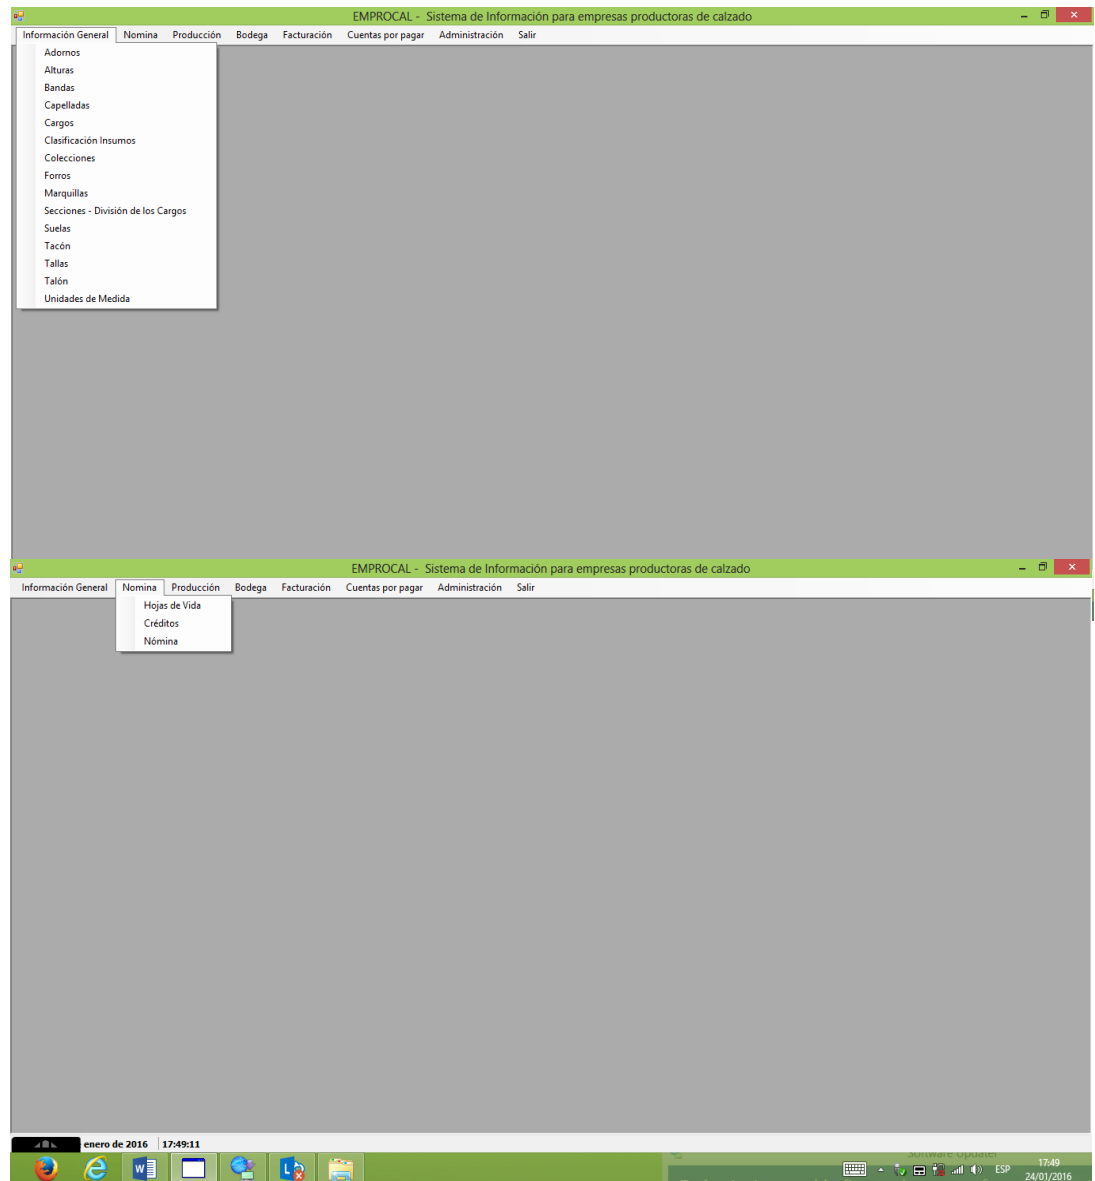 EMPROCAL - Sistema de Información para empresas productoras de calzado
Información General Nomina Producción Bodega Facturación Cuentas por pagar Administración Salir
Adornos
Alturas
Bandas
Capelladas
Cargos
Clasificación Insumos
Colecciones
Forros
Marquillas
Secciones - División de los Cargos
Suelas
Tacón
Tallas
Talón
Unidades de Medida
EMPROCAL - Sistema de Información para empresas productoras de calzado
Información General Nomina Producción Bodega Facturación Cuentas por pagar Administración Salir
Hojas de Vida
Créditos
Nómina
enero de 2016 17:49:11
Software Updater
ESP 17:49
24/01/2016